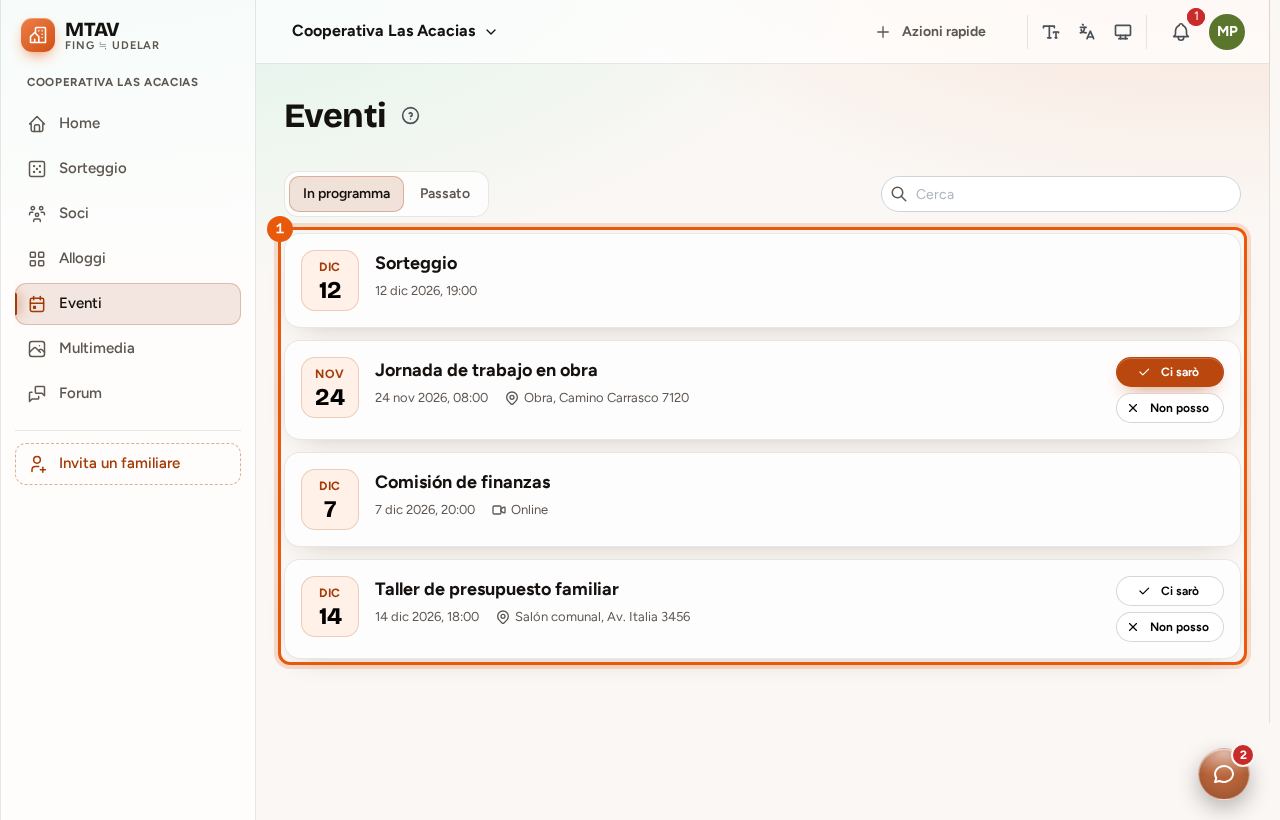 MTAV
FING ≒ UDELAR
COOPERATIVA LAS ACACIAS
Home
Sorteggio
Soci
Alloggi
Eventi
Multimedia
Forum
Invita un familiare
Cooperativa Las Acacias
Azioni rapide
1
MP
Eventi
In programma
Passato
Cerca
1
DIC
12
Sorteggio
12 dic 2026, 19:00
NOV
24
Jornada de trabajo en obra
24 nov 2026, 08:00 Obra, Camino Carrasco 7120
Ci sarò
Non posso
DIC
7
Comisión de finanzas
7 dic 2026, 20:00 Online
DIC
14
Taller de presupuesto familiar
14 dic 2026, 18:00 Salón comunal, Av. Italia 3456
Ci sarò
Non posso
2